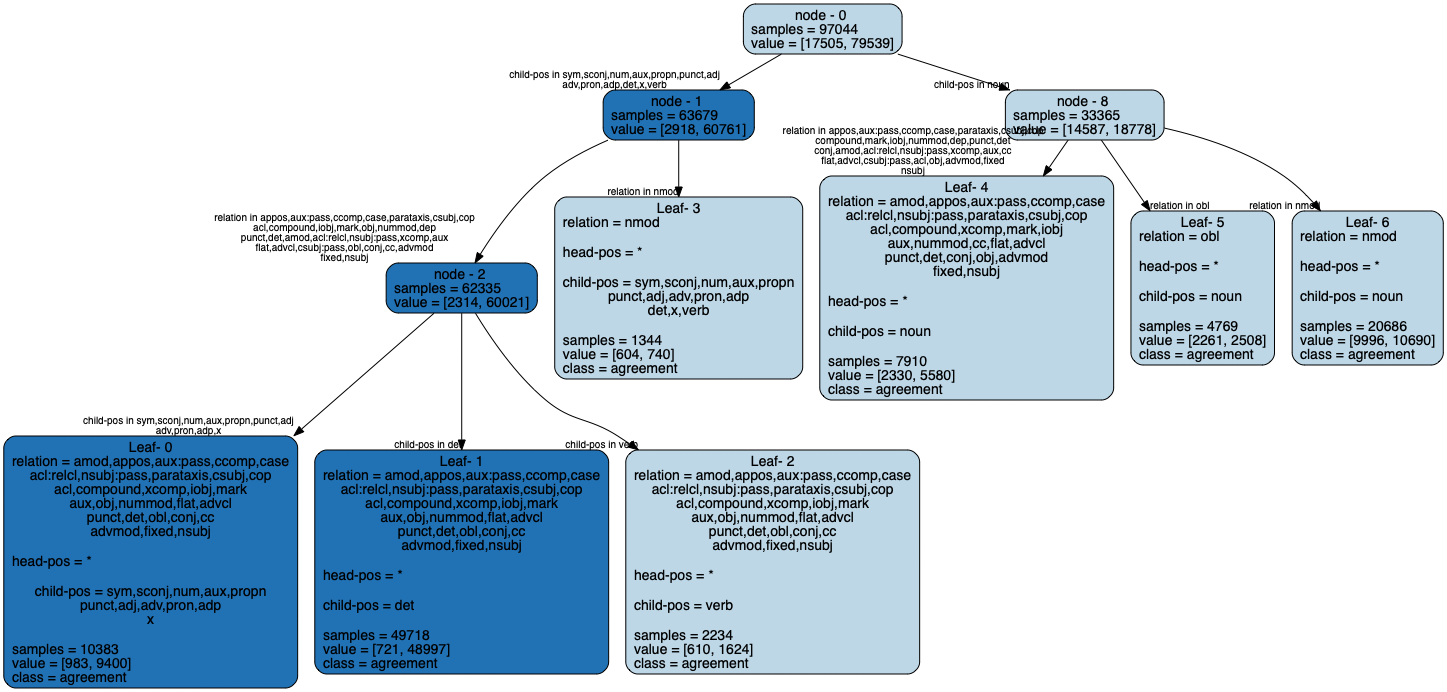 node - 0
samples = 97044
value = [17505, 79539]
child-pos in sym,sconj,num,aux,propn,punct,adj
adv,pron,adp,det,x,verb
child-pos in noun
node - 1
samples = 63679
value = [2918, 60761]
node - 8
samples = 33365
value = [14587, 18778]
relation in appos,aux:pass,ccomp,case,parataxis,csubj,cop
compound,mark,iobj,nummod,dep,punct,det
conj,amod,acl:relcl,nsubj:pass,xcomp,aux,cc
flat,advcl,csubj:pass,acl,obj,advmod,fixed
nsubj
relation in nmod
relation in obl
relation in nmod
relation in appos,aux:pass,ccomp,case,parataxis,csubj,cop
acl,compound,iobj,mark,obj,nummod,dep
punct,det,amod,acl:relcl,nsubj:pass,xcomp,aux
flat,advcl,csubj:pass,obl,conj,cc,advmod
fixed,nsubj
node - 2
samples = 62335
value = [2314, 60021]
Leaf- 3
relation = nmod
head-pos = *
child-pos = sym,sconj,num,aux,propn
punct,adj,adv,pron,adp
det,x,verb
samples = 1344
value = [604, 740]
class = agreement
Leaf- 4
relation = amod,appos,aux:pass,ccomp,case
acl:relcl,nsubj:pass,parataxis,csubj,cop
acl,compound,xcomp,mark,iobj
aux,nummod,cc,flat,advcl
punct,det,conj,obj,advmod
fixed,nsubj
head-pos = *
child-pos = noun
samples = 7910
value = [2330, 5580]
class = agreement
Leaf- 5
relation = obl
head-pos = *
child-pos = noun
samples = 4769
value = [2261, 2508]
class = agreement
Leaf- 6
relation = nmod
head-pos = *
child-pos = noun
samples = 20686
value = [9996, 10690]
class = agreement
child-pos in sym,sconj,num,aux,propn,punct,adj
adv,pron,adp,x
child-pos in det
child-pos in verb
Leaf- 0
relation = amod,appos,aux:pass,ccomp,case
acl:relcl,nsubj:pass,parataxis,csubj,cop
acl,compound,xcomp,iobj,mark
aux,obj,nummod,flat,advcl
punct,det,obl,conj,cc
advmod,fixed,nsubj
head-pos = *
child-pos = sym,sconj,num,aux,propn
punct,adj,adv,pron,adp
x
samples = 10383
value = [983, 9400]
class = agreement
Leaf- 1
relation = amod,appos,aux:pass,ccomp,case
acl:relcl,nsubj:pass,parataxis,csubj,cop
acl,compound,xcomp,iobj,mark
aux,obj,nummod,flat,advcl
punct,det,obl,conj,cc
advmod,fixed,nsubj
head-pos = *
child-pos = det
samples = 49718
value = [721, 48997]
class = agreement
Leaf- 2
relation = amod,appos,aux:pass,ccomp,case
acl:relcl,nsubj:pass,parataxis,csubj,cop
acl,compound,xcomp,iobj,mark
aux,obj,nummod,flat,advcl
punct,det,obl,conj,cc
advmod,fixed,nsubj
head-pos = *
child-pos = verb
samples = 2234
value = [610, 1624]
class = agreement